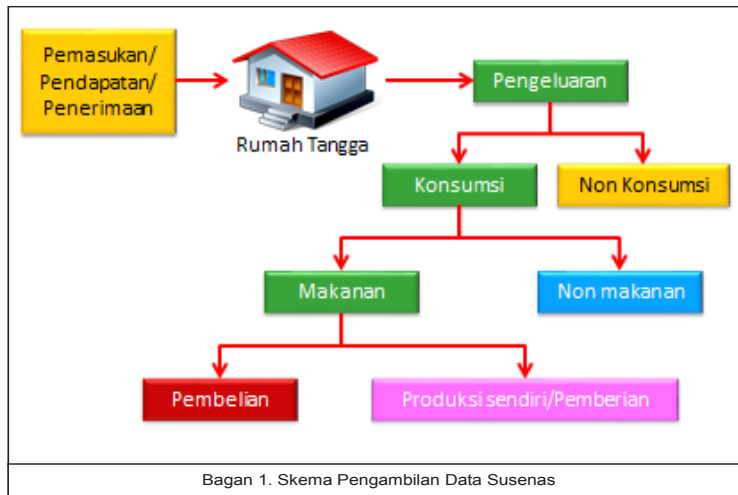 Pemasukan/
Pendapatan/
Penerimaan
Rumah Tangga
Pengeluaran
Konsumsi
Non Konsumsi
Makanan
Non makanan
Pembelian
Produksi sendiri/Pemberian
Bagan 1. Skema Pengambilan Data Susenas